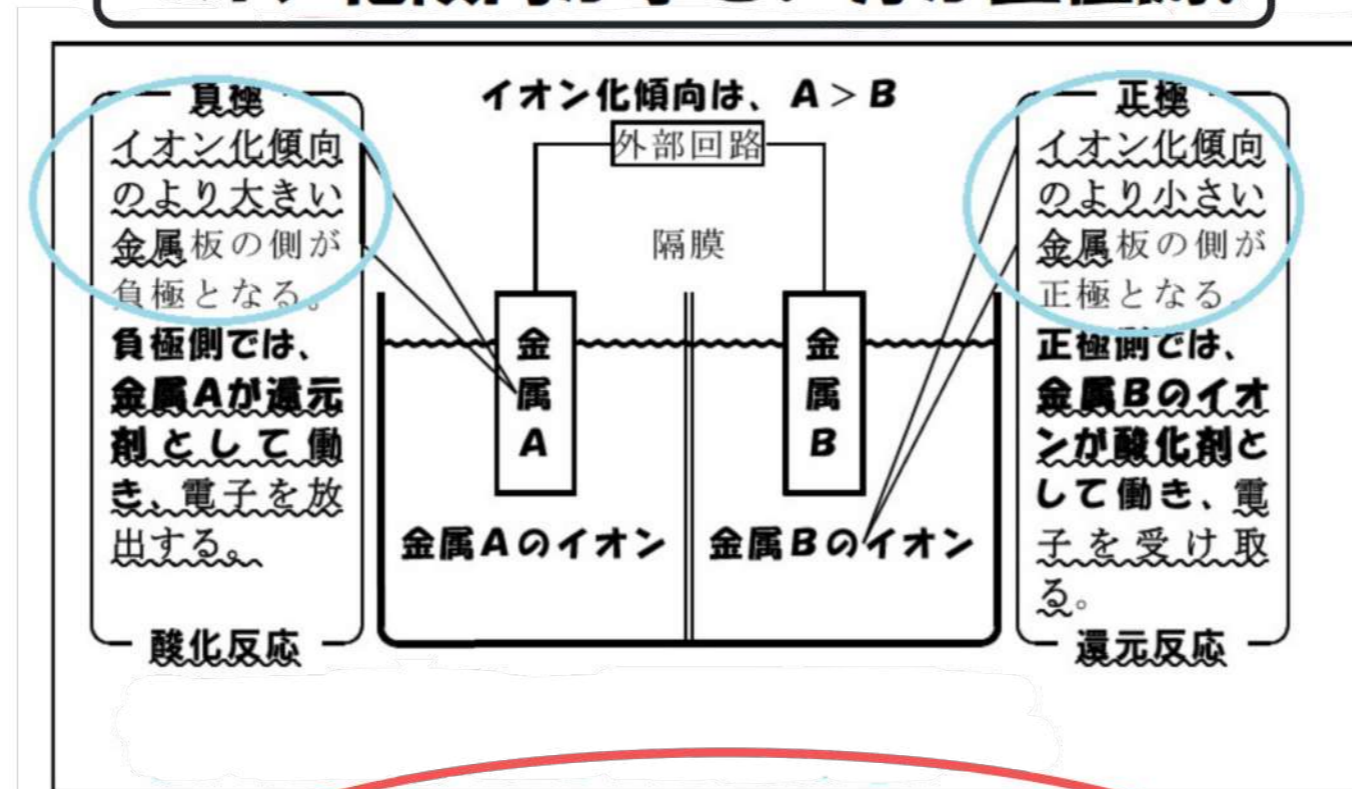 負極
イオン化傾向
のより大きい
金属板の側が
負極となる。
負極側では、
金属Aが還元
剤として働
き、電子を放
出する。
酸化反応
イオン化傾向は、A>B
外部回路
隔膜
金属A
金属B
金属Aのイオン
金属Bのイオン
正極
イオン化傾向
のより小さい
金属板の側が
正極となる。
正極側では、
金属Bのイオ
ンが酸化剤と
して働き、電
子を受け取
る。
還元反応